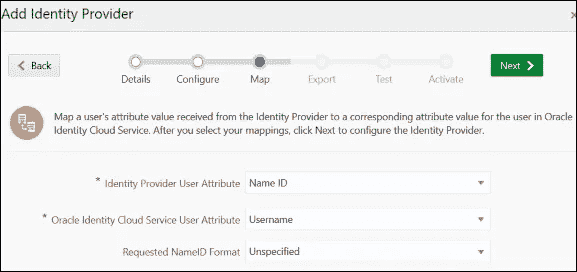 Add Identity Provider
Back
Next
Details Configure Map Export Test Activate
Map a user's attribute value received from the Identity Provider to a corresponding attribute value for the user in Oracle
Identity Cloud Service. After you select your mappings, click Next to configure the Identity Provider.
* Identity Provider User Attribute Name ID
* Oracle Identity Cloud Service User Attribute Username
Requested NameID Format Unspecified